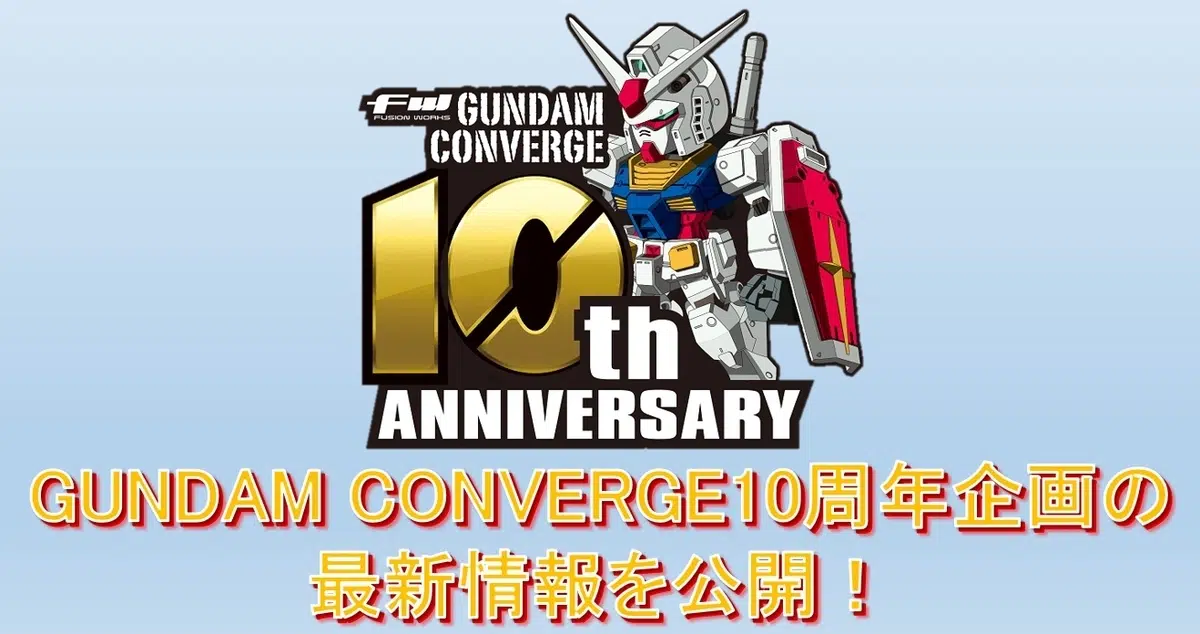 FW GUNDAM
FUSION WORKS
CONVERGE
10th
ANNIVERSARY
GUNDAM CONVERGE10周年企画の
最新情報を公開！